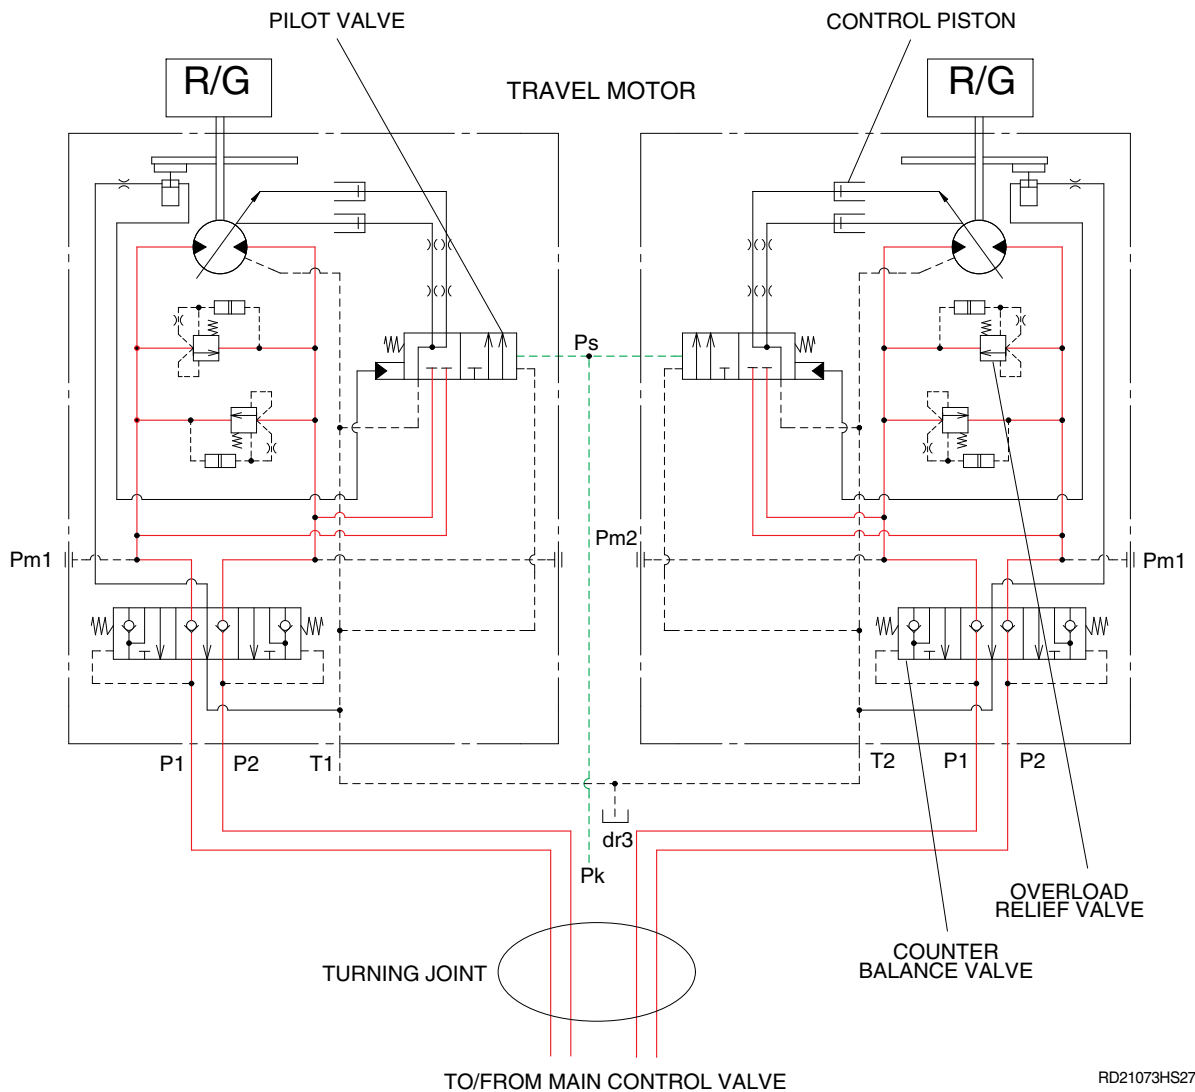 PILOT VALVE
CONTROL PISTON
R/G
TRAVEL MOTOR
R/G
Ps
Pm1
Pm2
Pm1
P1
P2
T1
T2
P1
P2
dr3
Pk
OVERLOAD
RELIEF VALVE
COUNTER
BALANCE VALVE
TURNING JOINT
TO/FROM MAIN CONTROL VALVE
RD21073HS27